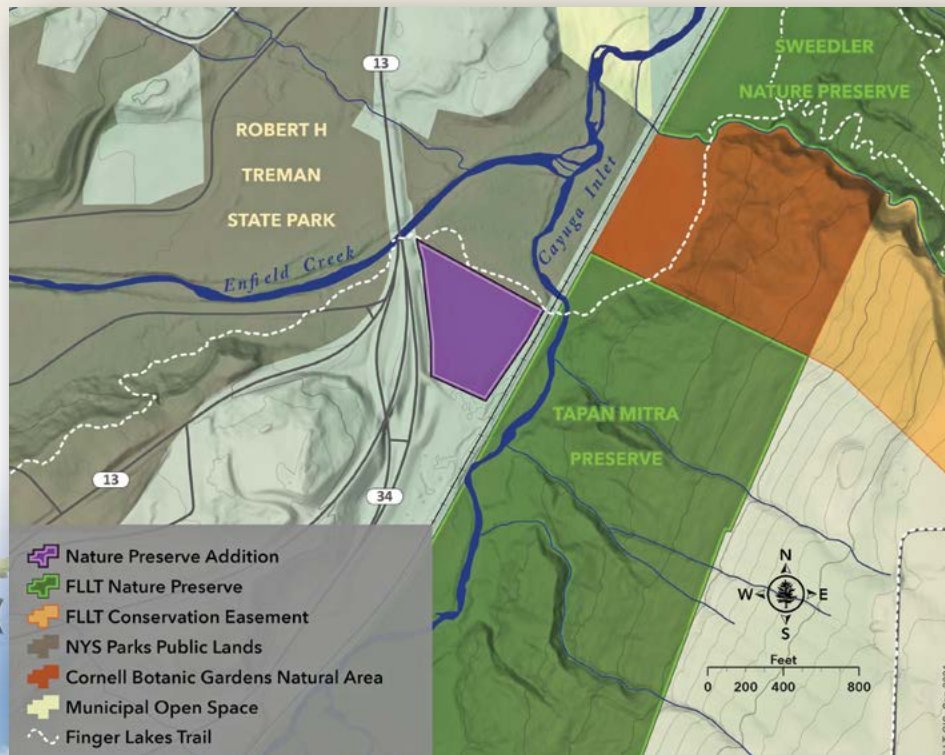 SWEEDLER
NATURE PRESERVE
13
ROBERT H
TREMAN
STATE PARK
Cayuga Inlet
Enfield Creek
TAPAN MITRA
PRESERVE
13
34
Nature Preserve Addition
FLLT Nature Preserve
FLLT Conservation Easement
NYS Parks Public Lands
Cornell Botanic Gardens Natural Area
Municipal Open Space
Finger Lakes Trail
N
W E
S
Feet
0 200 400 800